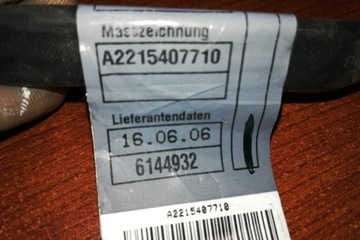 Masszeichnung
A2215407710
Lieferantendaten
16.06.06
6144932
A2215407710